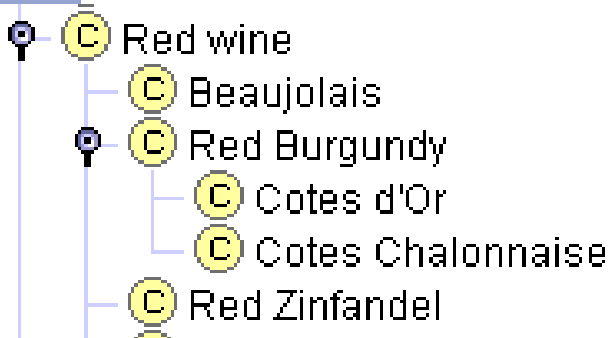 C Red wine
C Beaujolais
C Red Burgundy
C Cotes d'Or
C Cotes Chalonnaise
C Red Zinfandel